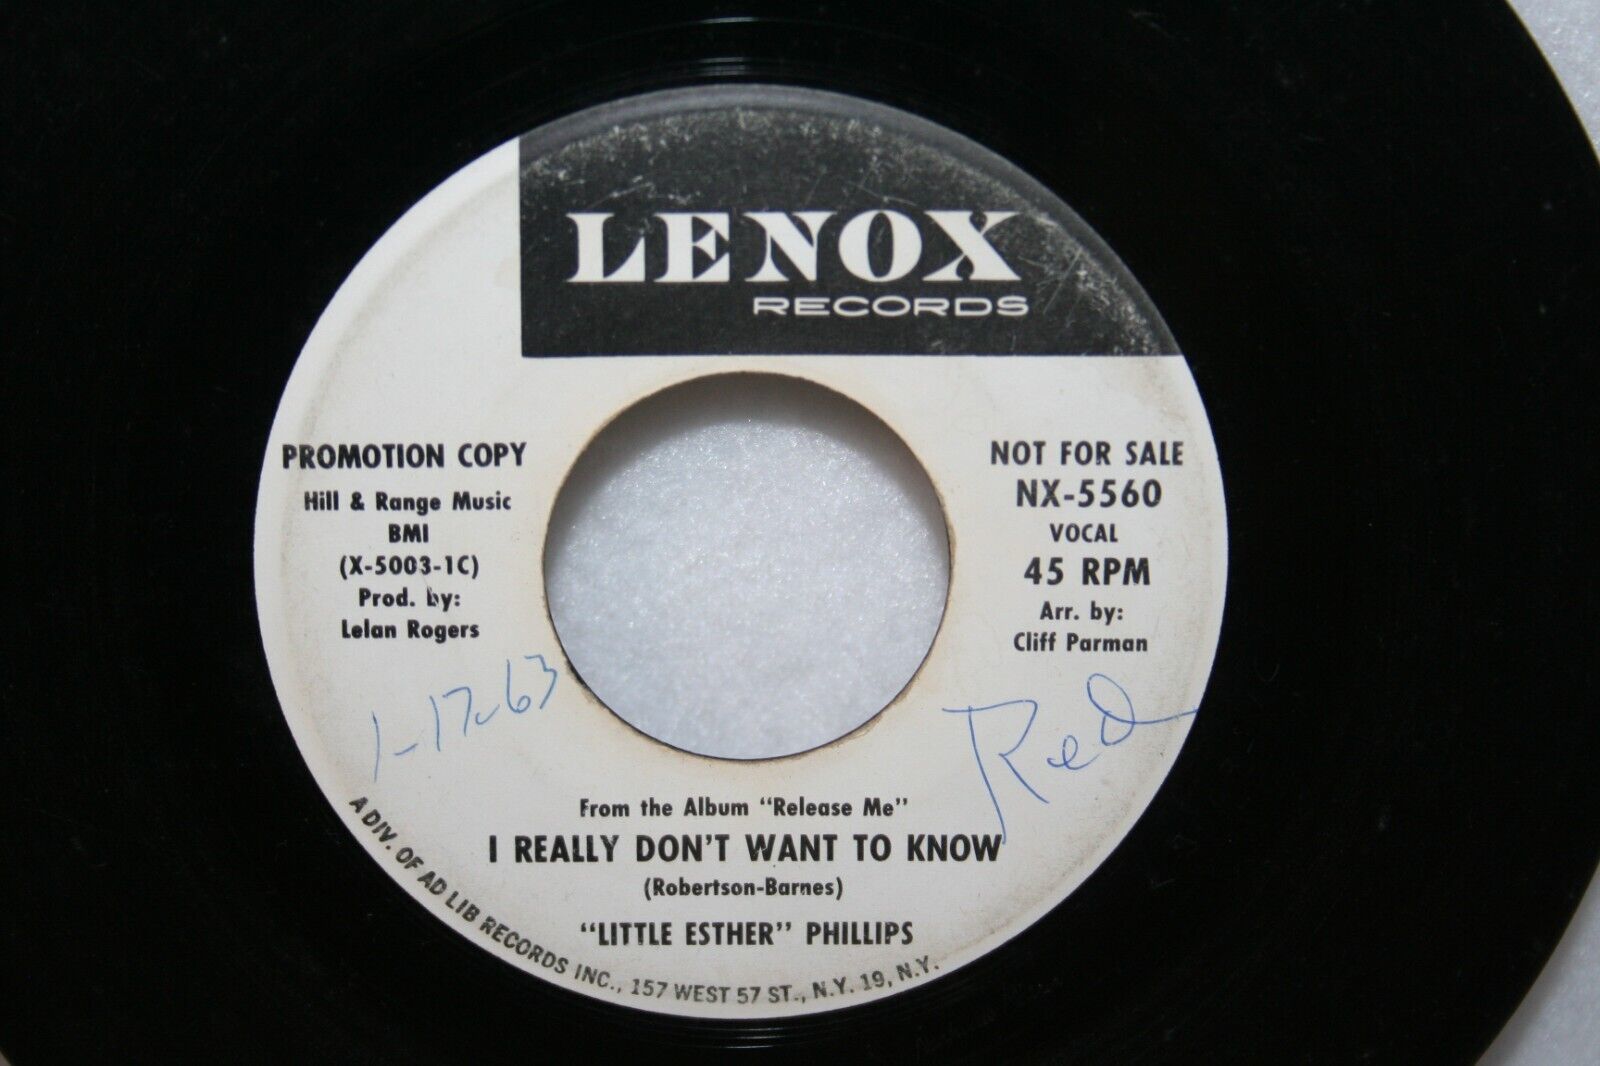 LENOX
RECORDS
PROMOTION COPY
Hill & Range Music
BMI
(X-5003-1C)
Prod. by:
Lelan Rogers
NOT FOR SALE
NX-5560
VOCAL
45 RPM
Arr. by:
Cliff Parman
1-17-63
Red
From the Album "Release Me"
I REALLY DON'T WANT TO KNOW
(Robertson-Barnes)
"LITTLE ESTHER" PHILLIPS
A DIV. OF AD LIB RECORDS INC., 157 WEST 57 ST., N.Y. 19, N.Y.